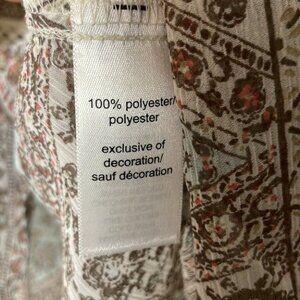 100% polyester/
polyester
exclusive of
decoration/
sauf décoration